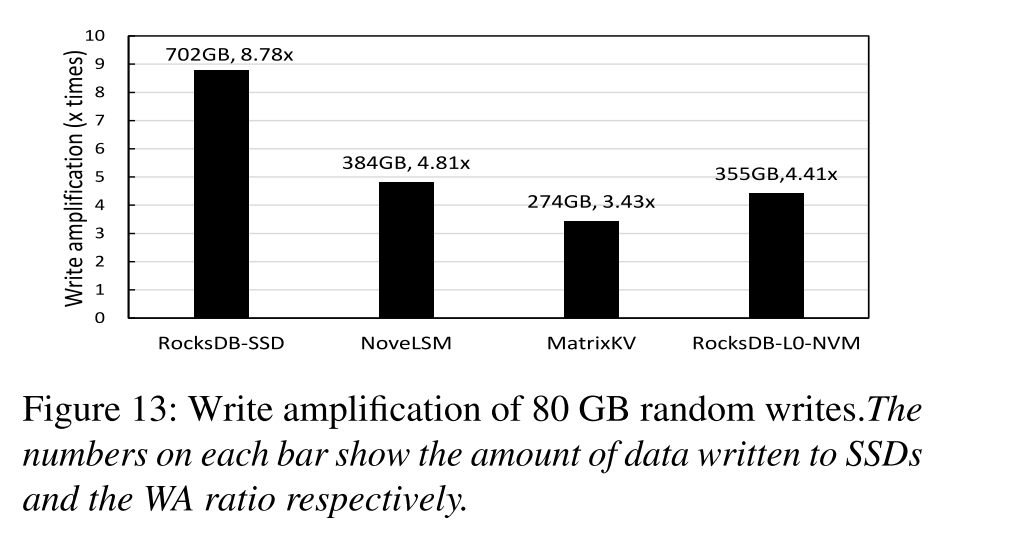 Write amplification (x times)
10
9
8
7
6
5
4
3
2
1
0
702GB, 8.78x
384GB, 4.81x
274GB, 3.43x
355GB,4.41x
RocksDB-SSD NoveLSM MatrixKV RocksDB-L0-NVM
Figure 13: Write amplification of 80 GB random writes.The
numbers on each bar show the amount of data written to SSDs
and the WA ratio respectively.